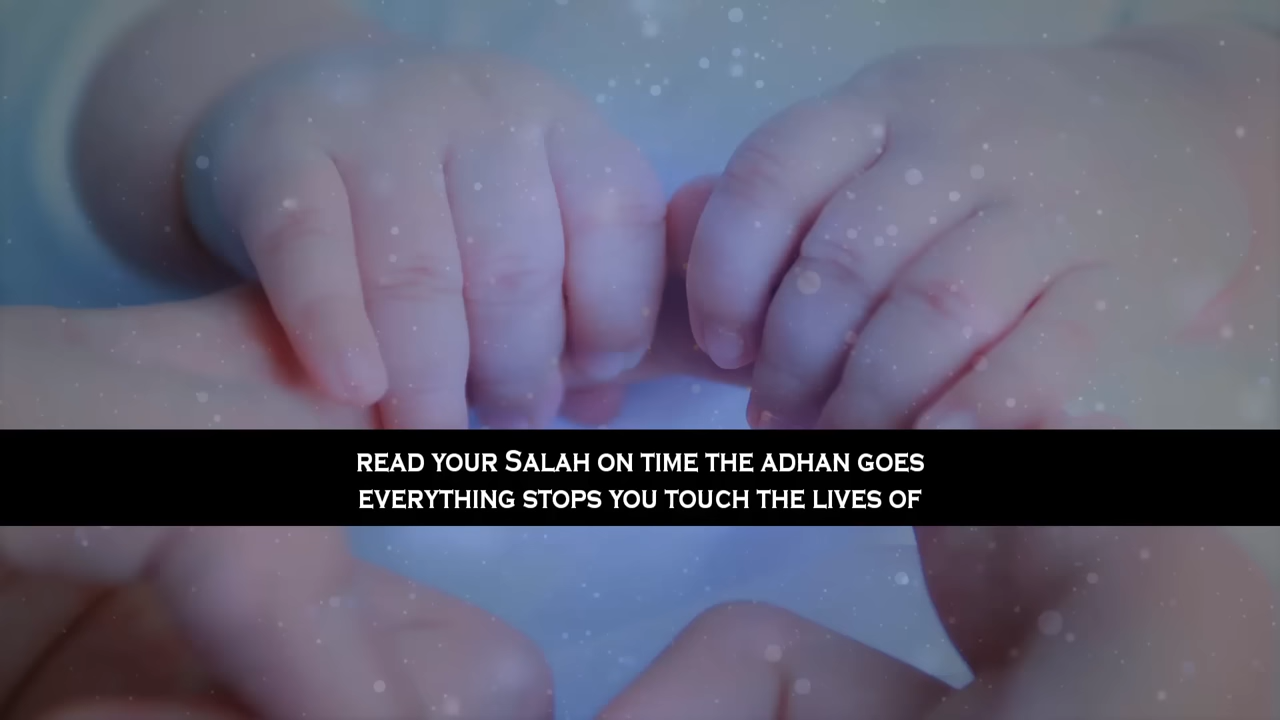 READ YOUR SALAH ON TIME THE ADHAN GOES
EVERYTHING STOPS YOU TOUCH THE LIVES OF